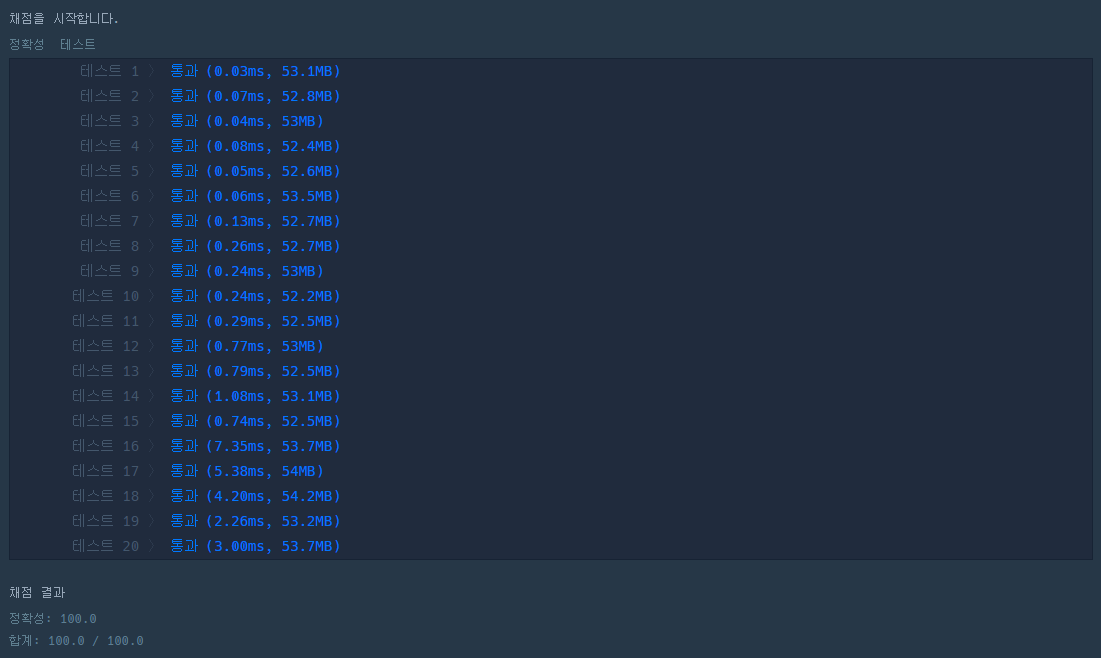 채점을 시작합니다.
정확성 테스트
테스트 1 〉 통과 (0.03ms, 53.1MB)
테스트 2 〉 통과 (0.07ms, 52.8MB)
테스트 3 〉 통과 (0.04ms, 53MB)
테스트 4 〉 통과 (0.08ms, 52.4MB)
테스트 5 〉 통과 (0.05ms, 52.6MB)
테스트 6 〉 통과 (0.06ms, 53.5MB)
테스트 7 〉 통과 (0.13ms, 52.7MB)
테스트 8 〉 통과 (0.26ms, 52.7MB)
테스트 9 〉 통과 (0.24ms, 53MB)
테스트 10 〉 통과 (0.24ms, 52.2MB)
테스트 11 〉 통과 (0.29ms, 52.5MB)
테스트 12 〉 통과 (0.77ms, 53MB)
테스트 13 〉 통과 (0.79ms, 52.5MB)
테스트 14 〉 통과 (1.08ms, 53.1MB)
테스트 15 〉 통과 (0.74ms, 52.5MB)
테스트 16 〉 통과 (7.35ms, 53.7MB)
테스트 17 〉 통과 (5.38ms, 54MB)
테스트 18 〉 통과 (4.20ms, 54.2MB)
테스트 19 〉 통과 (2.26ms, 53.2MB)
테스트 20 〉 통과 (3.00ms, 53.7MB)
채점 결과
정확성: 100.0
합계: 100.0 / 100.0